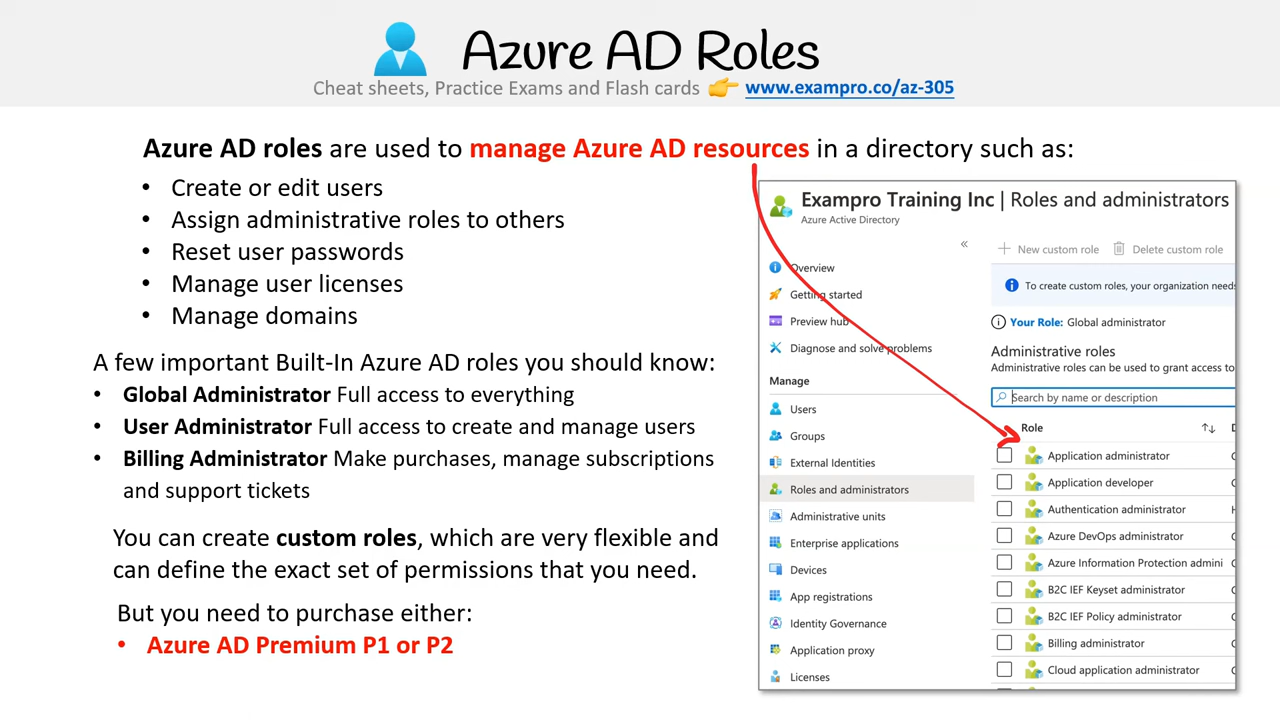 Azure AD Roles
Cheat sheets, Practice Exams and Flash cards 👉 www.exampro.co/az-305
Azure AD roles are used to manage Azure AD resources in a directory such as:
• Create or edit users
• Assign administrative roles to others
• Reset user passwords
• Manage user licenses
• Manage domains
A few important Built-In Azure AD roles you should know:
• Global Administrator Full access to everything
• User Administrator Full access to create and manage users
• Billing Administrator Make purchases, manage subscriptions
and support tickets
You can create custom roles, which are very flexible and
can define the exact set of permissions that you need.
But you need to purchase either:
• Azure AD Premium P1 or P2
Exampro Training Inc | Roles and administrators
Azure Active Directory
«
Overview
Getting started
Preview hub
Diagnose and solve problems
Manage
Users
Groups
External Identities
Roles and administrators
Administrative units
Enterprise applications
Devices
App registrations
Identity Governance
Application proxy
Licenses
New custom role Delete custom role
To create custom roles, your organization needs
Your Role: Global administrator
Administrative roles
Administrative roles can be used to grant access to
Search by name or description
Role
Application administrator
Application developer
Authentication administrator
Azure DevOps administrator
Azure Information Protection admini
B2C IEF Keyset administrator
B2C IEF Policy administrator
Billing administrator
Cloud application administrator